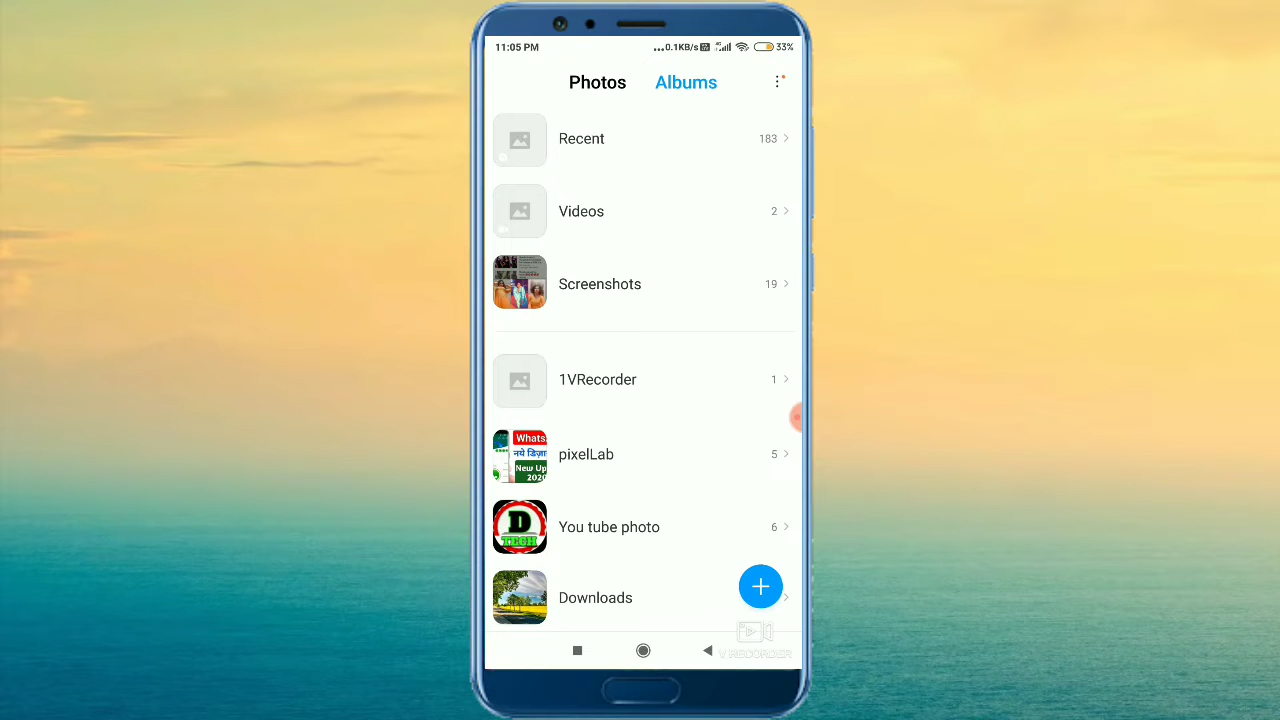 11:05 PM ...0.1KB/s 33%
Photos Albums
Recent 183
Videos 2
Screenshots 19
1VRecorder 1
Whats
नये डिज़ा
New Up
2020
pixelLab 5
D
TECH
You tube photo 6
Downloads
V RECORDER